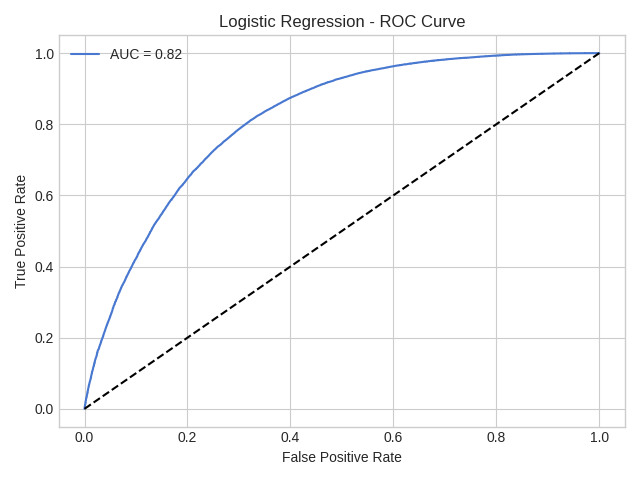 Logistic Regression - ROC Curve
AUC = 0.82
True Positive Rate
1.0
0.8
0.6
0.4
0.2
0.0
0.0 0.2 0.4 0.6 0.8 1.0
False Positive Rate